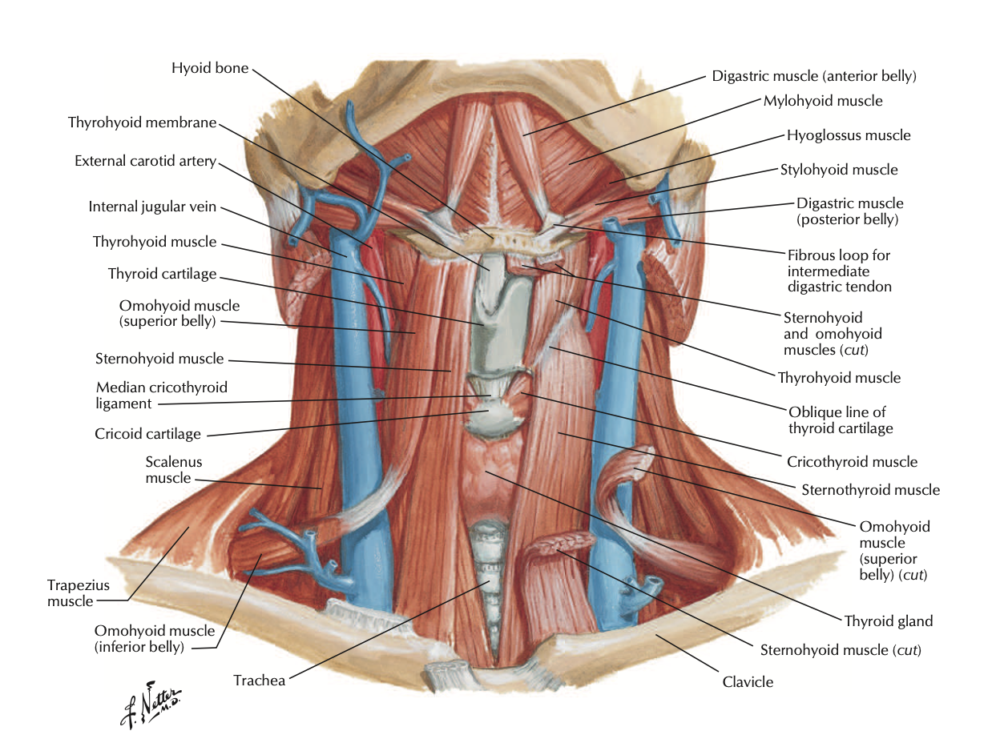 Hyoid bone
Thyrohyoid membrane
External carotid artery
Internal jugular vein
Thyrohyoid muscle
Thyroid cartilage
Omohyoid muscle
(superior belly)
Sternohyoid muscle
Median cricothyroid
ligament
Cricoid cartilage
Scalenus
muscle
Trapezius
muscle
Omohyoid muscle
(inferior belly)
Trachea
Digastric muscle (anterior belly)
Mylohyoid muscle
Hyoglossus muscle
Stylohyoid muscle
Digastric muscle
(posterior belly)
Fibrous loop for
intermediate
digastric tendon
Sternohyoid
and omohyoid
muscles (cut)
Thyrohyoid muscle
Oblique line of
thyroid cartilage
Cricothyroid muscle
Sternothyroid muscle
Omohyoid
muscle
(superior
belly) (cut)
Thyroid gland
Sternohyoid muscle (cut)
Clavicle
F. Netter
M.D.